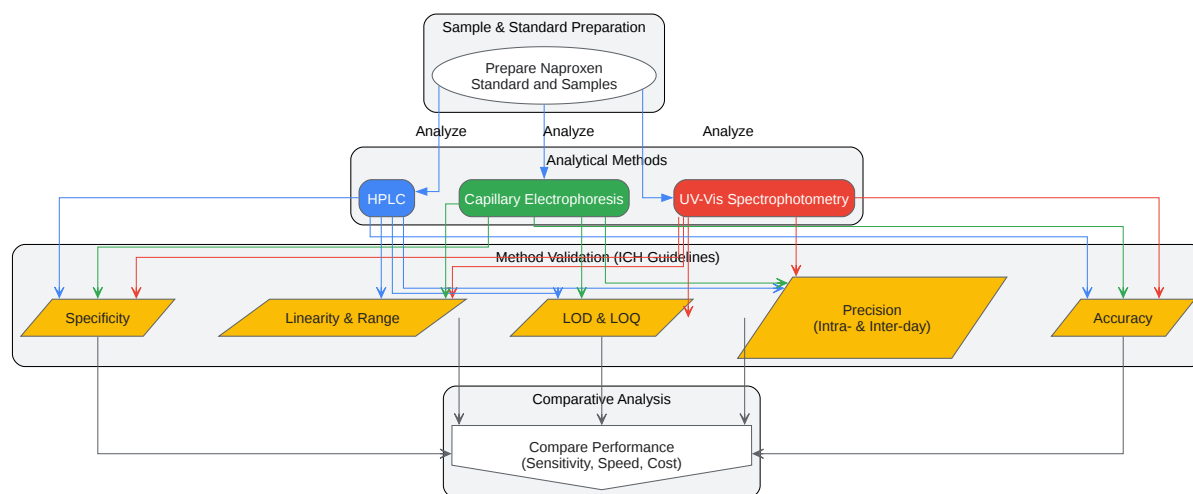 Sample & Standard Preparation
Prepare Naproxen
Standard and Samples
Analyze
Analyze
Analyze
Analytical Methods
HPLC
Capillary Electrophoresis
UV-Vis Spectrophotometry
Method Validation (ICH Guidelines)
Specificity
Linearity & Range
LOD & LOQ
Precision
(Intra- & Inter-day)
Accuracy
Comparative Analysis
Compare Performance
(Sensitivity, Speed, Cost)